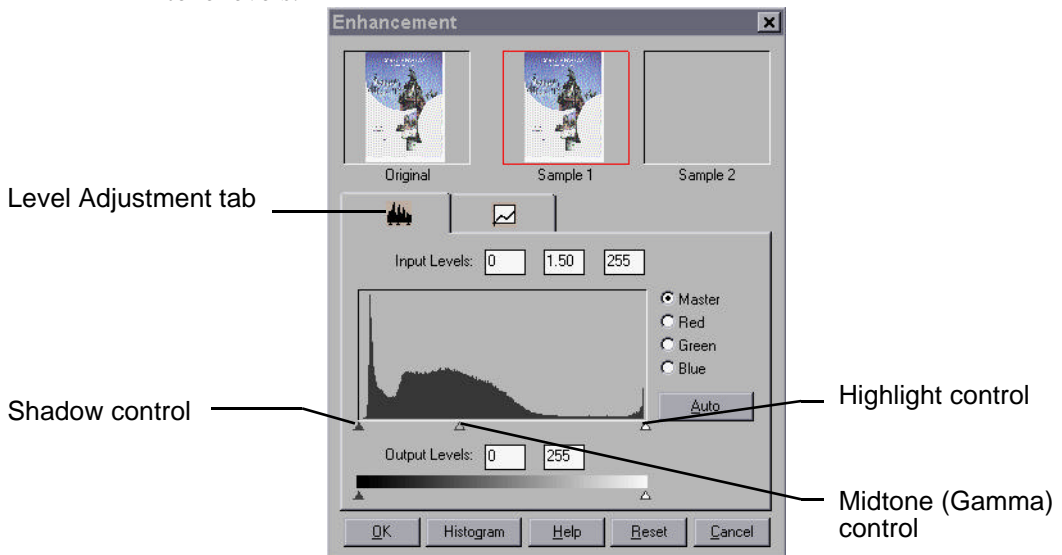 Enhancement
Original
Sample 1
Sample 2
Level Adjustment tab
Input Levels: 0 1.50 255
Master
Red
Green
Blue
Auto
Shadow control
Highlight control
Output Levels: 0 255
Midtone (Gamma)
control
OK Histogram Help Reset Cancel